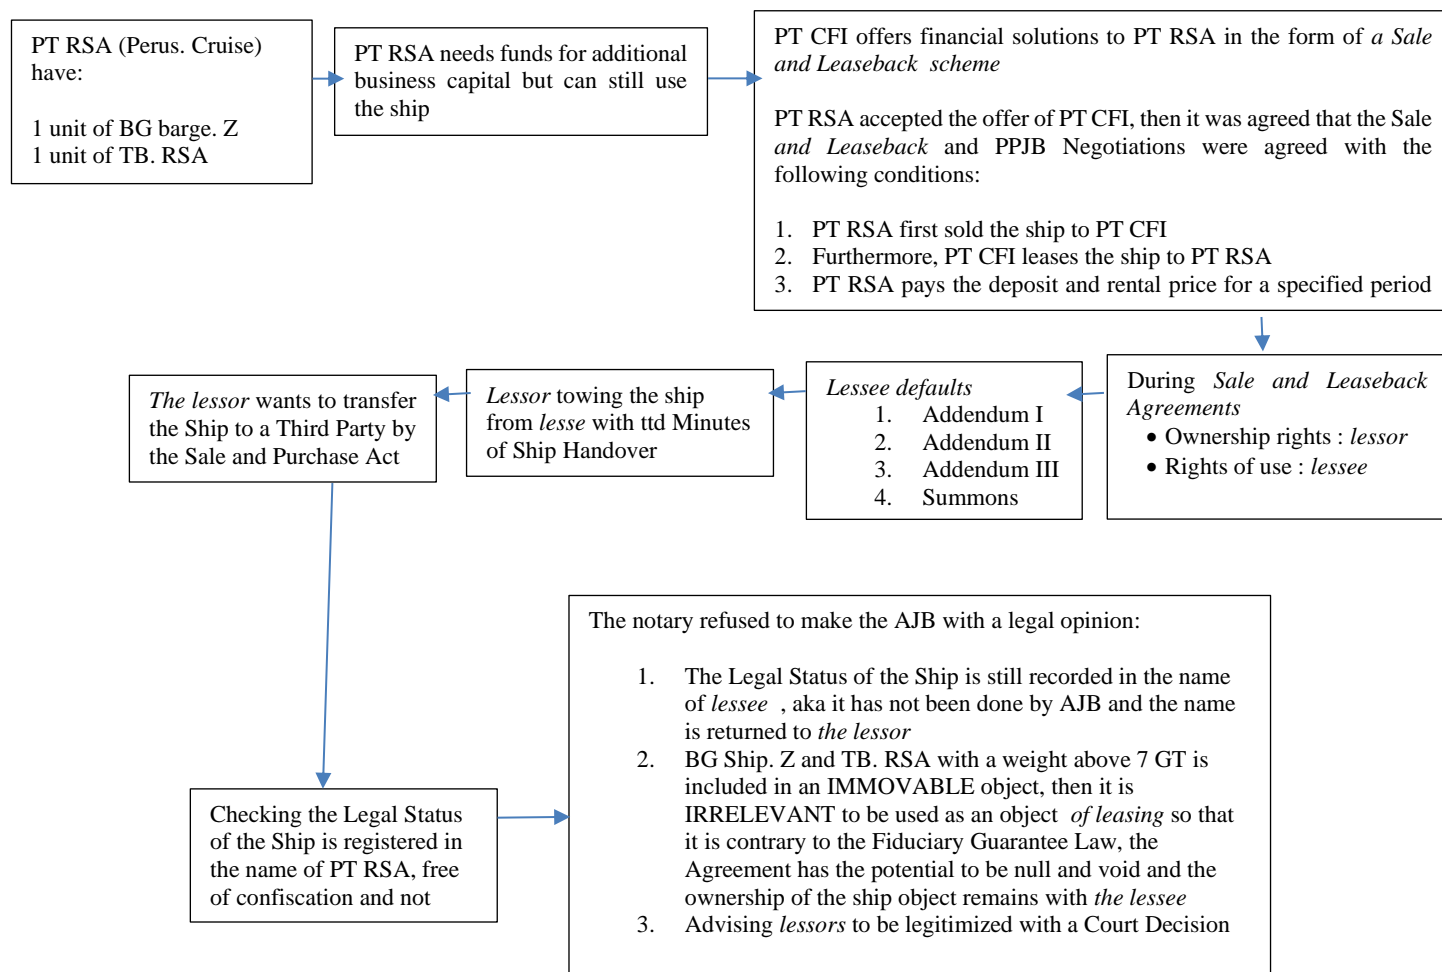 PT RSA (Perus. Cruise)
have:
1 unit of BG barge. Z
1 unit of TB. RSA
PT RSA needs funds for additional
business capital but can still use
the ship
PT CFI offers financial solutions to PT RSA in the form of a Sale
and Leaseback scheme
PT RSA accepted the offer of PT CFI, then it was agreed that the Sale
and Leaseback and PPJB Negotiations were agreed with the
following conditions:
1. PT RSA first sold the ship to PT CFI
2. Furthermore, PT CFI leases the ship to PT RSA
3. PT RSA pays the deposit and rental price for a specified period
During Sale and Leaseback
Agreements
• Ownership rights : lessor
• Rights of use : lessee
Lessee defaults
1. Addendum I
2. Addendum II
3. Addendum III
4. Summons
Lessor towing the ship
from lesse with ttd Minutes
of Ship Handover
The lessor wants to transfer
the Ship to a Third Party by
the Sale and Purchase Act
Checking the Legal Status
of the Ship is registered in
the name of PT RSA, free
of confiscation and not
The notary refused to make the AJB with a legal opinion:
1. The Legal Status of the Ship is still recorded in the name
of lessee , aka it has not been done by AJB and the name
is returned to the lessor
2. BG Ship. Z and TB. RSA with a weight above 7 GT is
included in an IMMOVABLE object, then it is
IRRELEVANT to be used as an object of leasing so that
it is contrary to the Fiduciary Guarantee Law, the
Agreement has the potential to be null and void and the
ownership of the ship object remains with the lessee
3. Advising lessors to be legitimized with a Court Decision